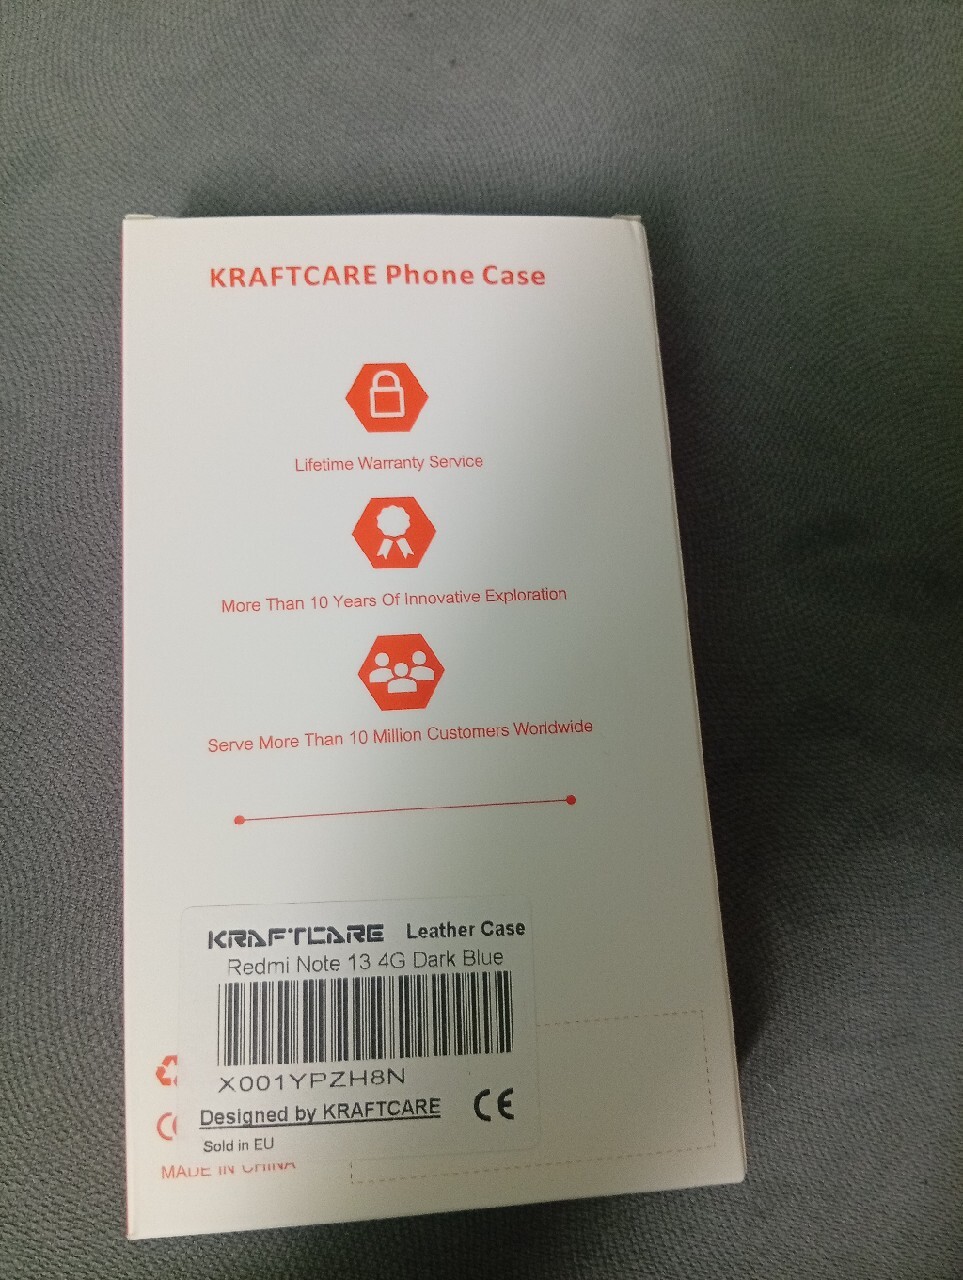 KRAFTCARE Phone Case
Lifetime Warranty Service
More Than 10 Years Of Innovative Exploration
Serve More Than 10 Million Customers Worldwide
KRAFTCARE Leather Case
Redmi Note 13 4G Dark Blue
X001YPZH8N
Designed by KRAFTCARE CE
Sold in EU
MADE IN CHINA